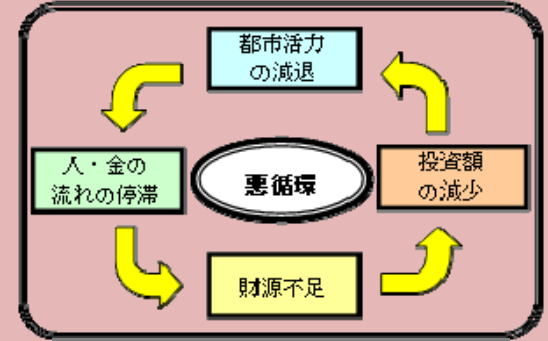 都市活力
の減退
人・金の
流れの停滞
悪循環
投資額
の減少
財源不足